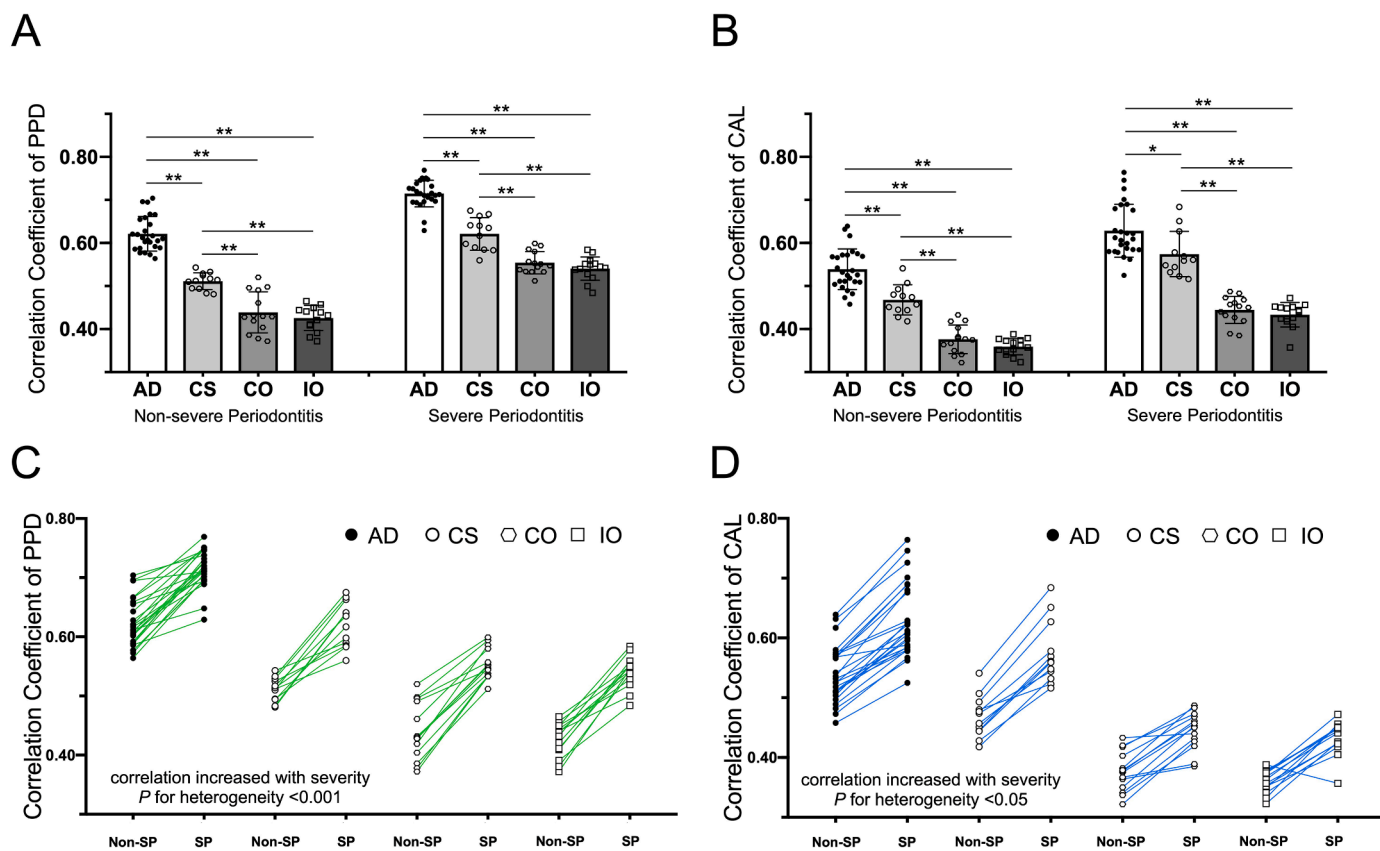 A
Correlation Coefficient of PPD
0.80
0.60
0.40
**
**
**
**
**
**
**
**
**
**
AD CS CO IO
Non-severe Periodontitis
AD CS CO IO
Severe Periodontitis
B
Correlation Coefficient of CAL
0.80
0.60
0.40
**
**
**
**
**
**
**
*
**
**
AD CS CO IO
Non-severe Periodontitis
AD CS CO IO
Severe Periodontitis
C
Correlation Coefficient of PPD
0.80
0.60
0.40
AD CS CO IO
correlation increased with severity
P for heterogeneity <0.001
Non-SP SP Non-SP SP Non-SP SP Non-SP SP
D
Correlation Coefficient of CAL
0.80
0.60
0.40
AD CS CO IO
correlation increased with severity
P for heterogeneity <0.05
Non-SP SP Non-SP SP Non-SP SP Non-SP SP